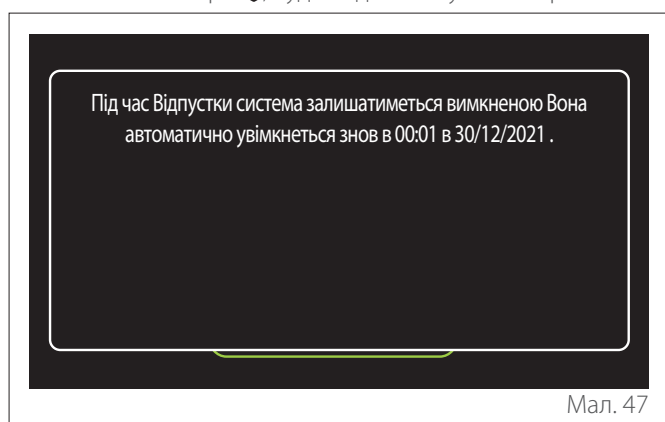 Під час Відпустки система залишатиметься вимкненою Вона
автоматично увімкнеться знов в 00:01 в 30/12/2021 .
Мал. 47